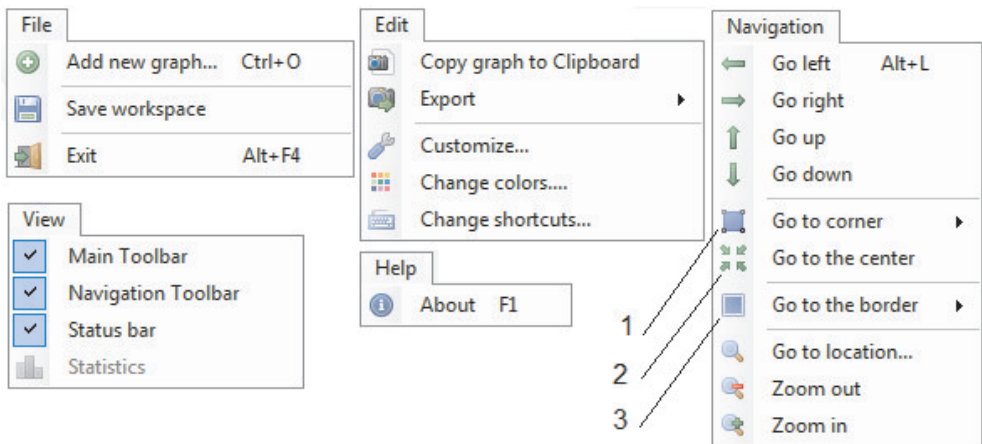 File
Add new graph... Ctrl+O
Save workspace
Exit Alt+F4
View
Main Toolbar
Navigation Toolbar
Status bar
Statistics
Edit
Copy graph to Clipboard
Export
Customize...
Change colors....
Change shortcuts...
Help
About F1
Navigation
Go left Alt+L
Go right
Go up
Go down
Go to corner
Go to the center
Go to the border
Go to location...
Zoom out
Zoom in
1
2
3